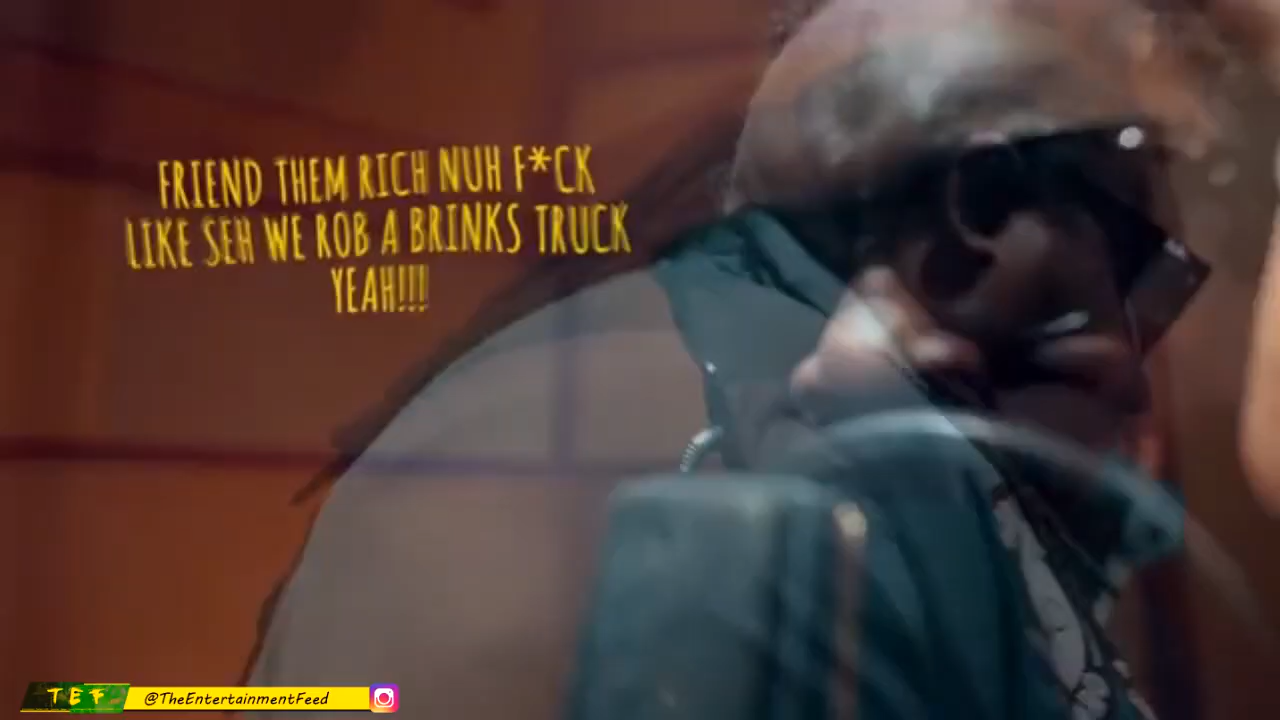 FRIEND THEM RICH NUH F*CK
LIKE SEH WE ROB A BRINKS TRUCK
YEAH!!!
TEF @TheEntertainmentFeed